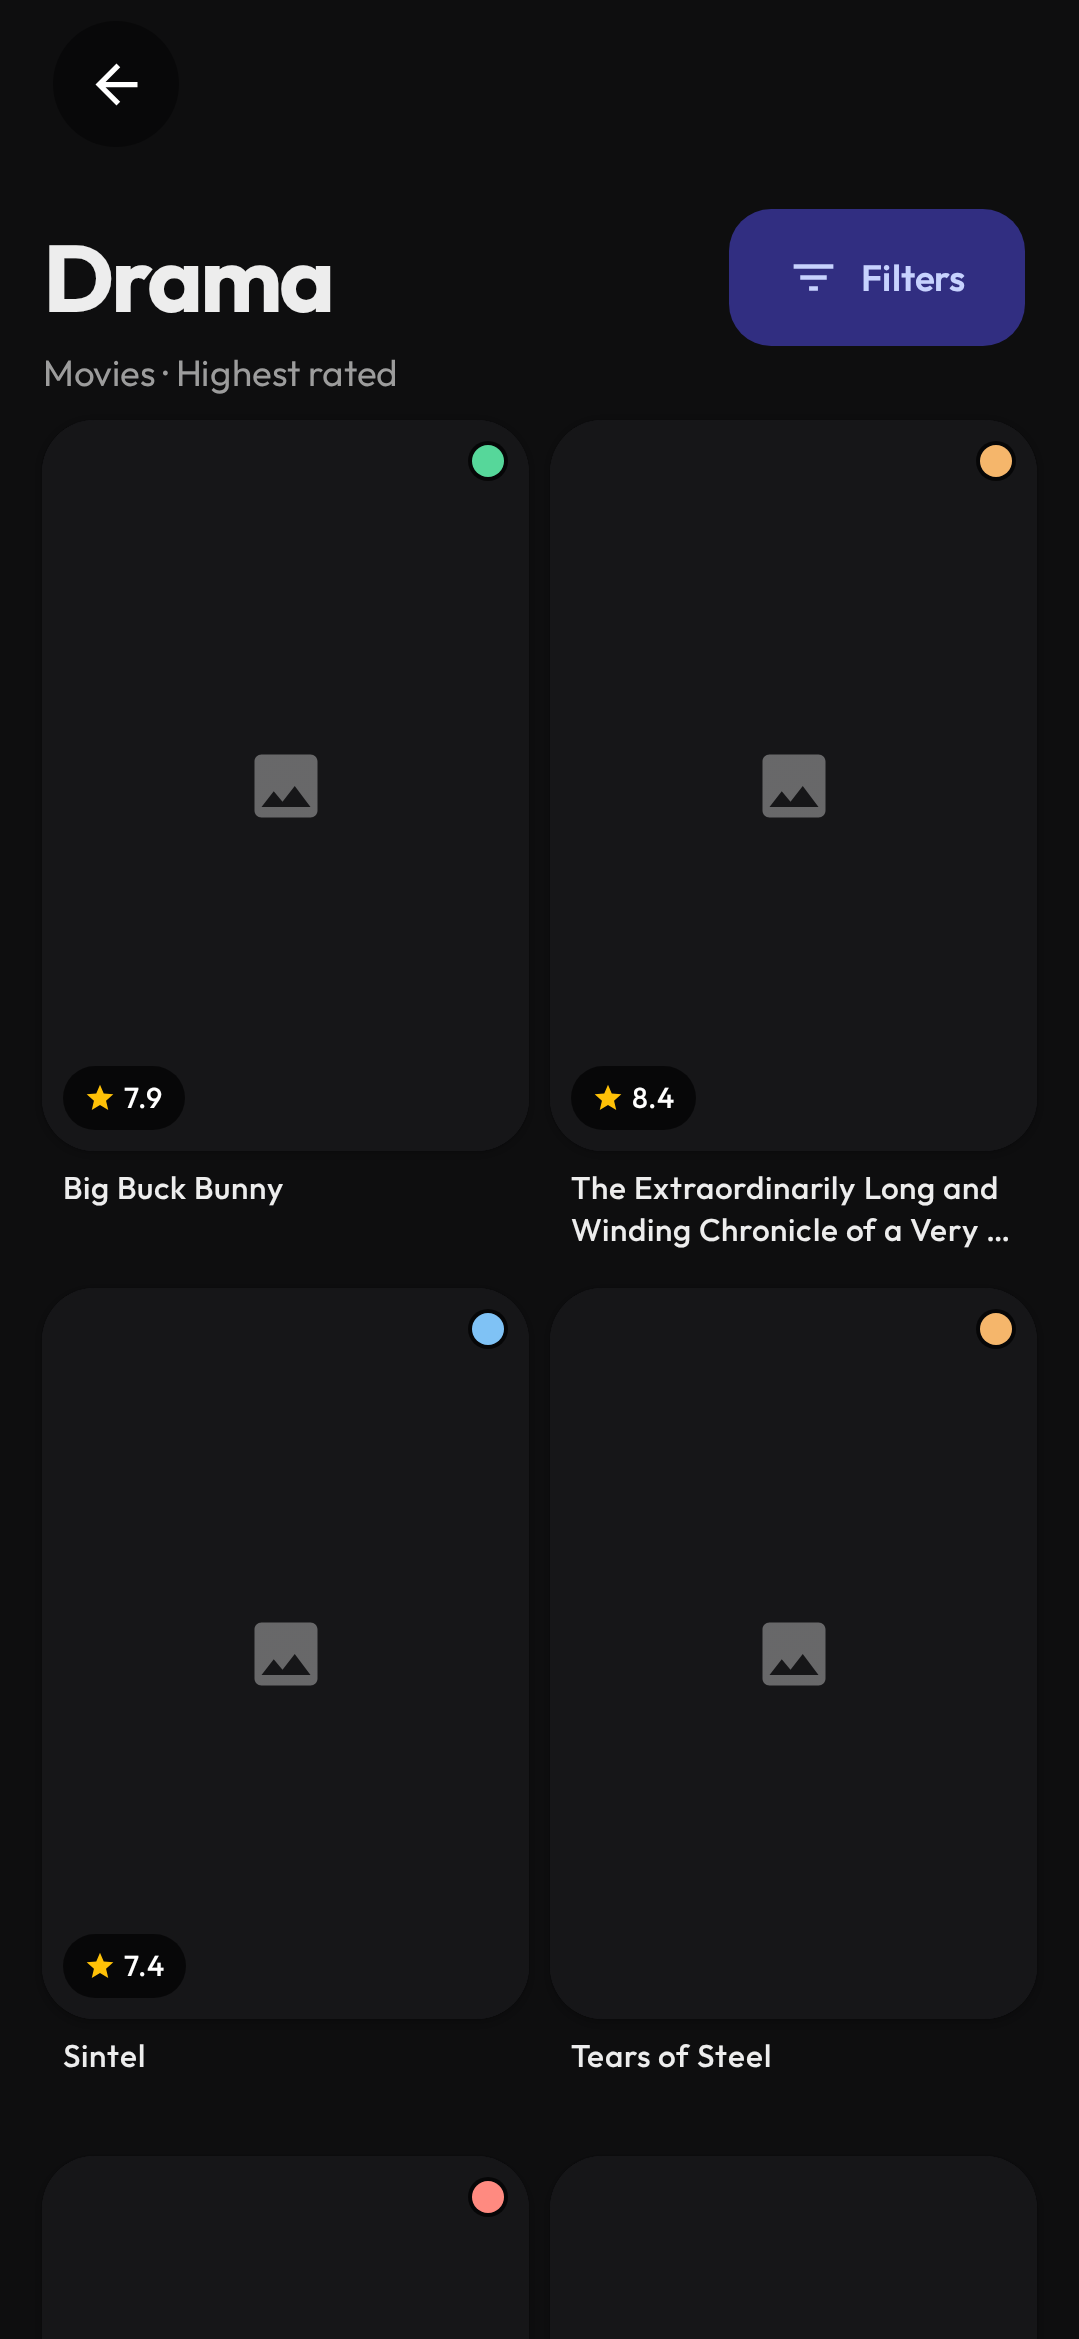 Drama
Filters
Movies · Highest rated
7.9
8.4
Big Buck Bunny
The Extraordinarily Long and
Winding Chronicle of a Very ...
7.4
Sintel
Tears of Steel